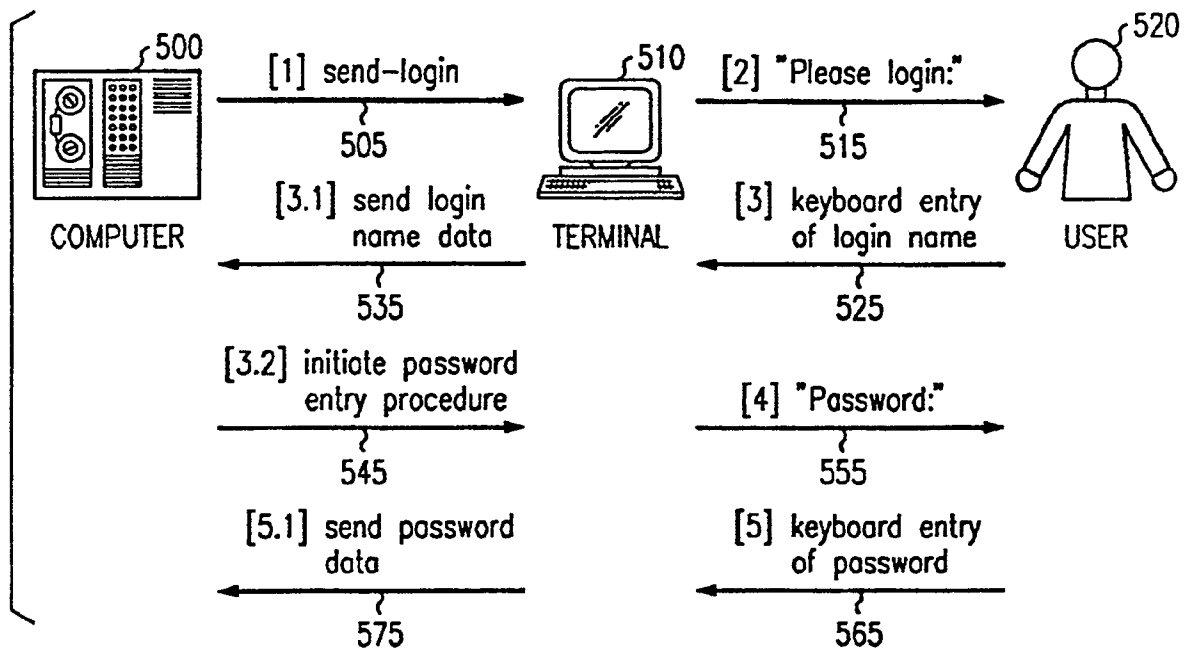 500
[1] send-login
505
510
[2] "Please login:"
515
520
COMPUTER
[3.1] send login
name data
535
TERMINAL
[3] keyboard entry
of login name
525
USER
[3.2] initiate password
entry procedure
545
[4] "Password:"
555
[5.1] send password
data
575
[5] keyboard entry
of password
565